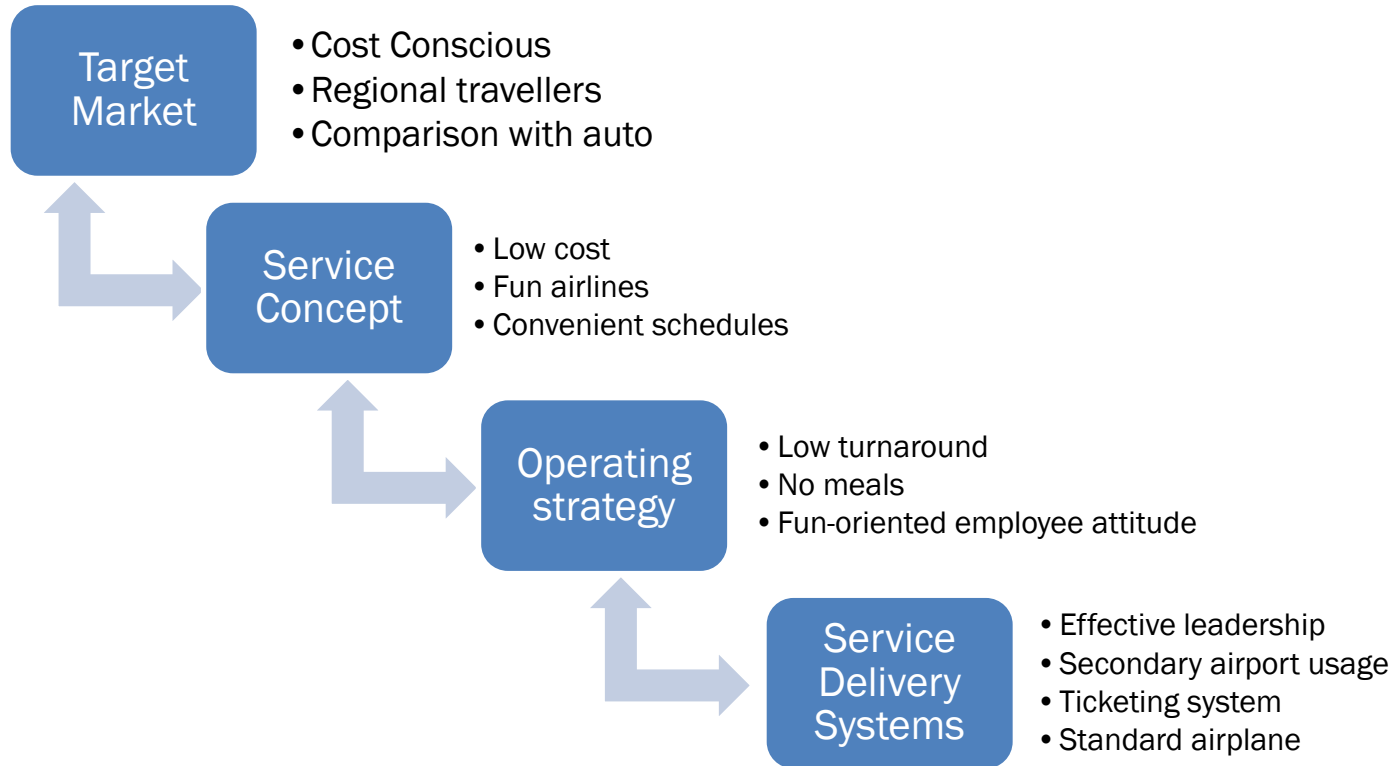 Target
Market
• Cost Conscious
• Regional travellers
• Comparison with auto
Service
Concept
• Low cost
• Fun airlines
• Convenient schedules
Operating
strategy
• Low turnaround
• No meals
• Fun-oriented employee attitude
Service
Delivery
Systems
• Effective leadership
• Secondary airport usage
• Ticketing system
• Standard airplane